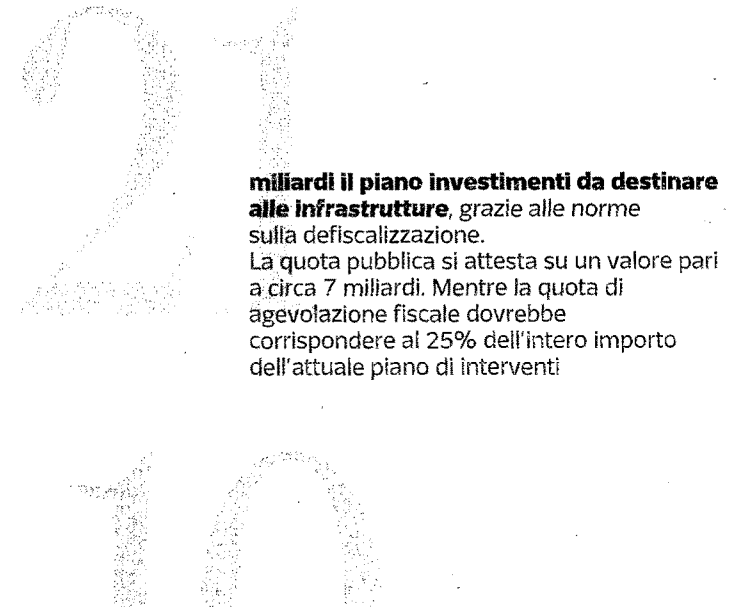 21
miliardi il piano investimenti da destinare
alle infrastrutture, grazie alle norme
sulla defiscalizzazione.
La quota pubblica si attesta su un valore pari
a circa 7 miliardi. Mentre la quota di
agevolazione fiscale dovrebbe
corrispondere al 25% dell'intero importo
dell'attuale piano di interventi
10